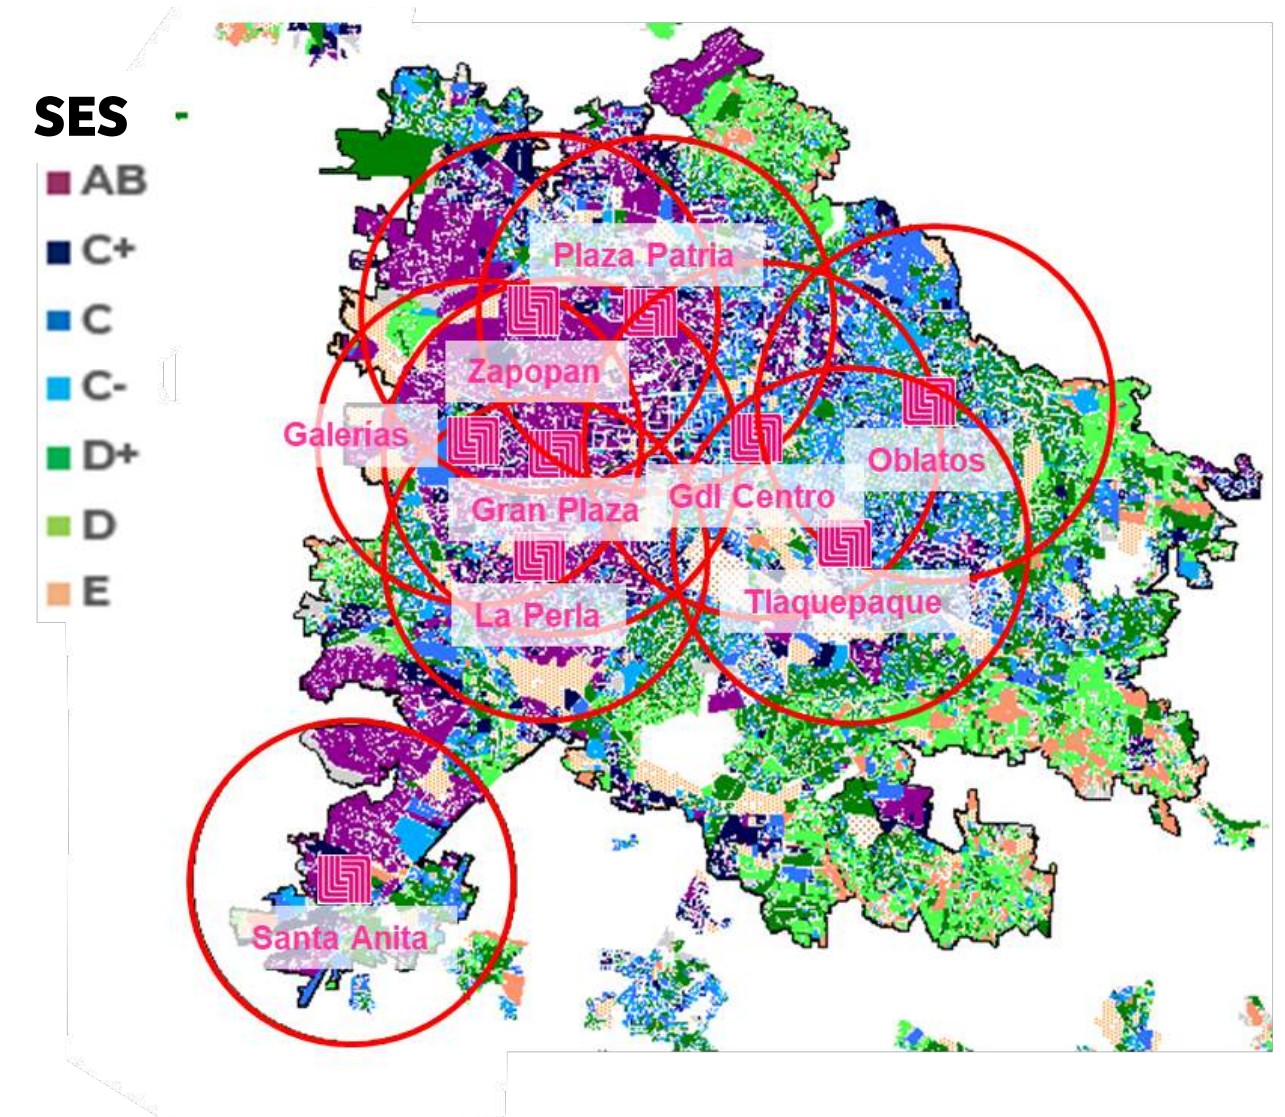 SES
AB
C+
C
C-
D+
D
E
Plaza Patria
Zapopan
Galerías
Oblatos
Gdl Centro
Gran Plaza
Tlaquepaque
La Perla
Santa Anita